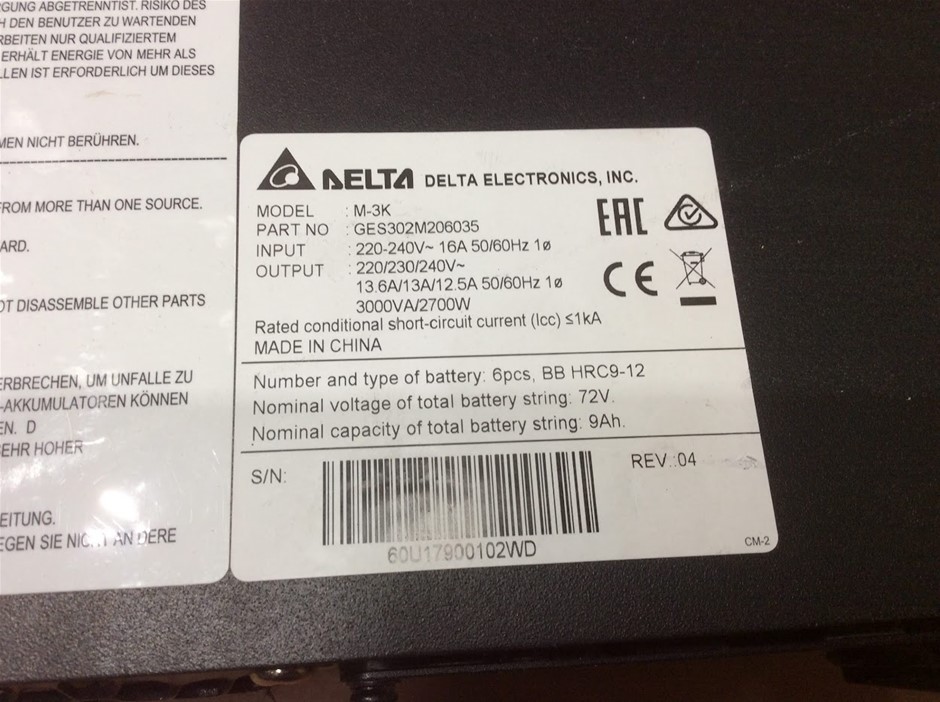 GUNG ABGETRENNTIST. RISIKO DES
H DEN BENUTZER ZU WARTENDEN
RBEITEN NUR QUALIFIZIERTEM
ERHÄLT ENERGIE VON MEHR ALS
LLEN IST ERFORDERLICH UM DIESES
MEN NICHT BERÜHREN.
FROM MORE THAN ONE SOURCE.
ARD.
OT DISASSEMBLE OTHER PARTS
ERBRECHEN, UM UNFALLE ZU
-AKKUMULATOREN KÖNNEN
EN. D
SEHR HOHER
EITUNG.
EGEN SIE AN DERE
DELTA DELTA ELECTRONICS, INC.
MODEL : M-3K
PART NO : GES302M206035
INPUT : 220-240V~ 16A 50/60Hz 1ø
OUTPUT : 220/230/240V~
13.6A/13A/12.5A 50/60Hz 1ø
3000VA/2700W
Rated conditional short-circuit current (Icc) ≤1kA
MADE IN CHINA
EAC
CE
Number and type of battery: 6pcs, BB HRC9-12
Nominal voltage of total battery string: 72V.
Nominal capacity of total battery string: 9Ah.
S/N:
REV.:04
60U17900102WD
CM-2